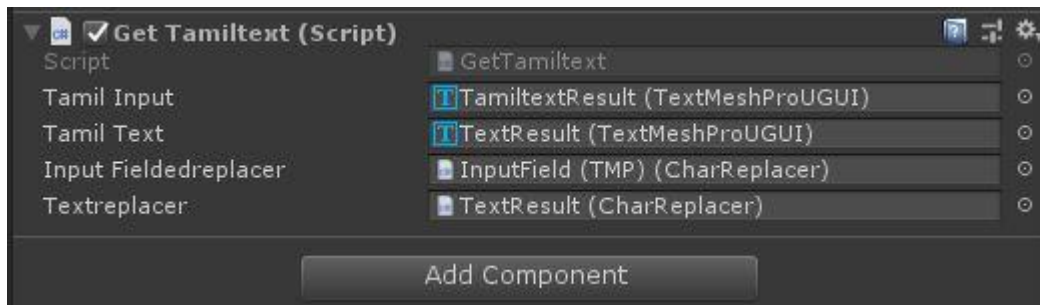 Get Tamiltext (Script)
Script GetTamiltext
Tamil Input TamiltextResult (TextMeshProUGUI)
Tamil Text TextResult (TextMeshProUGUI)
Input Fieldedreplacer InputField (TMP) (CharReplacer)
Textreplacer TextResult (CharReplacer)
Add Component